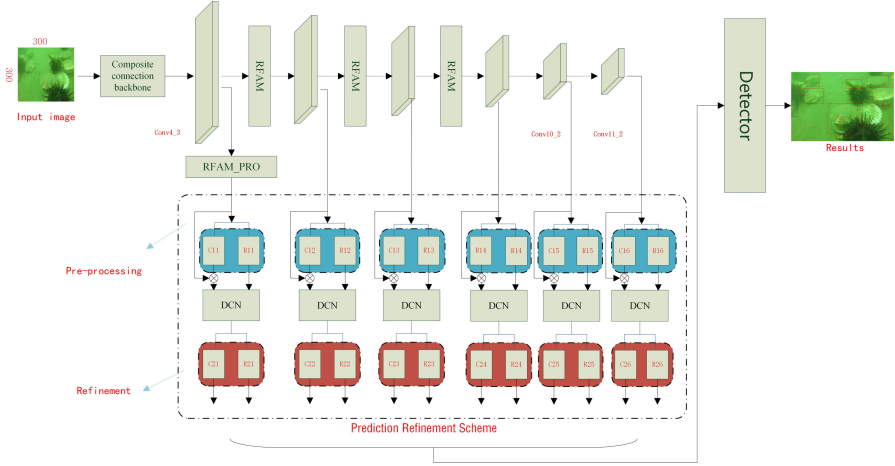 300
300
Input image
Composite
connection
backbone
Conv4_3
RFAM
RFAM
RFAM
Conv10_2
Conv11_2
Detector
Results
RFAM_PRO
Pre-processing
C11 R11 C12 R12 C13 R13 R14 R14 C15 R15 C16 R16
DCN DCN DCN DCN DCN DCN
C21 R21 C22 R22 C23 R23 C24 R24 C25 R25 C26 R26
Refinement
Prediction Refinement Scheme